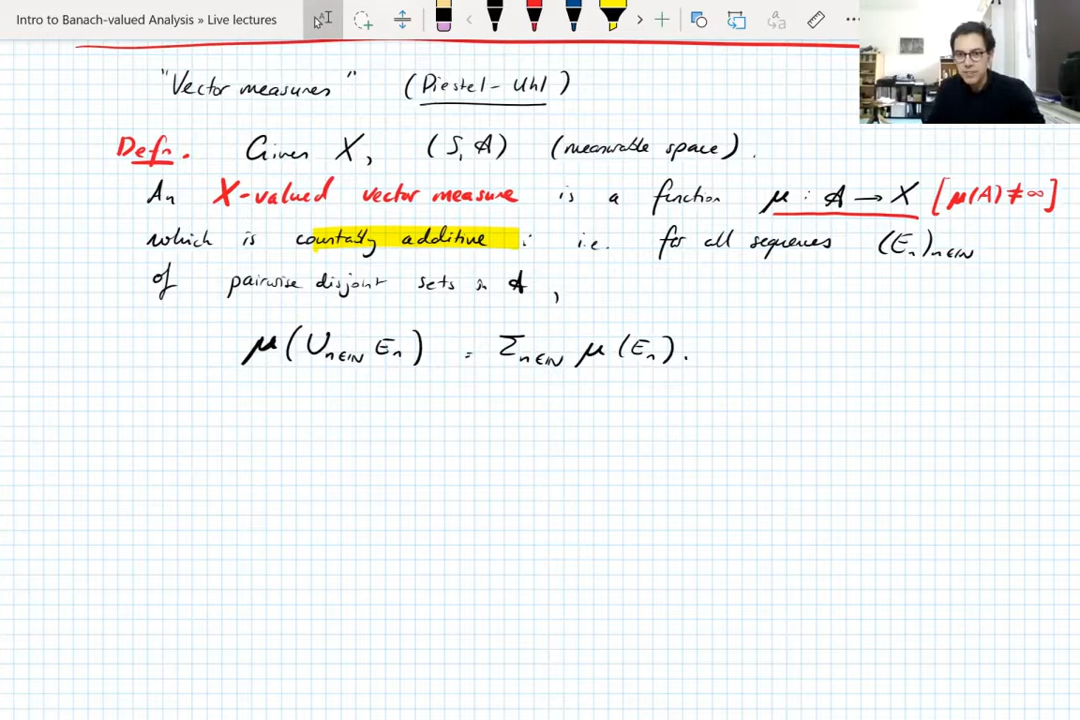 Intro to Banach-valued Analysis » Live lectures
"Vector measures" (Diestel-Uhl)
Defn. Given X, (S, A) (measurable space).
An X-valued vector measure is a function μ : A → X [μ(A) ≠ ∞]
which is countably additive : i.e. for all sequences (En)n∈ℕ
of pairwise disjoint sets in A,
μ(∪n∈ℕ En) = Σn∈ℕ μ(En).